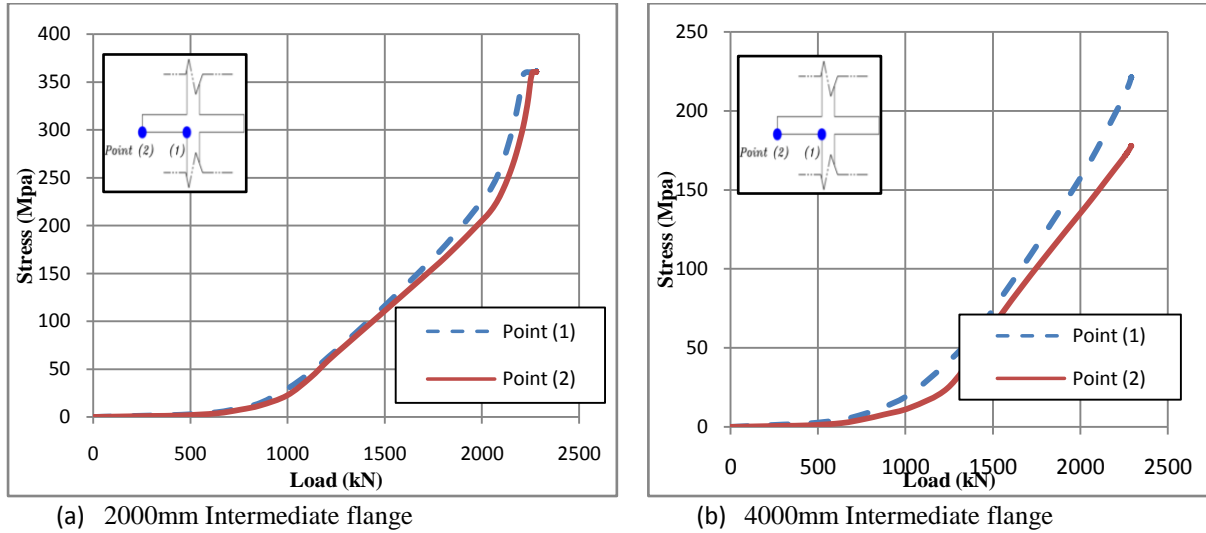 400
350
300
250
200
150
100
50
0
Stress (Mpa)
Point (2) (1)
Point (1)
Point (2)
0 500 1000 1500 2000 2500
Load (kN)
(a) 2000mm Intermediate flange
250
200
150
100
50
0
Stress (Mpa)
Point (2) (1)
Point (1)
Point (2)
0 500 1000 1500 2000 2500
Load (kN)
(b) 4000mm Intermediate flange